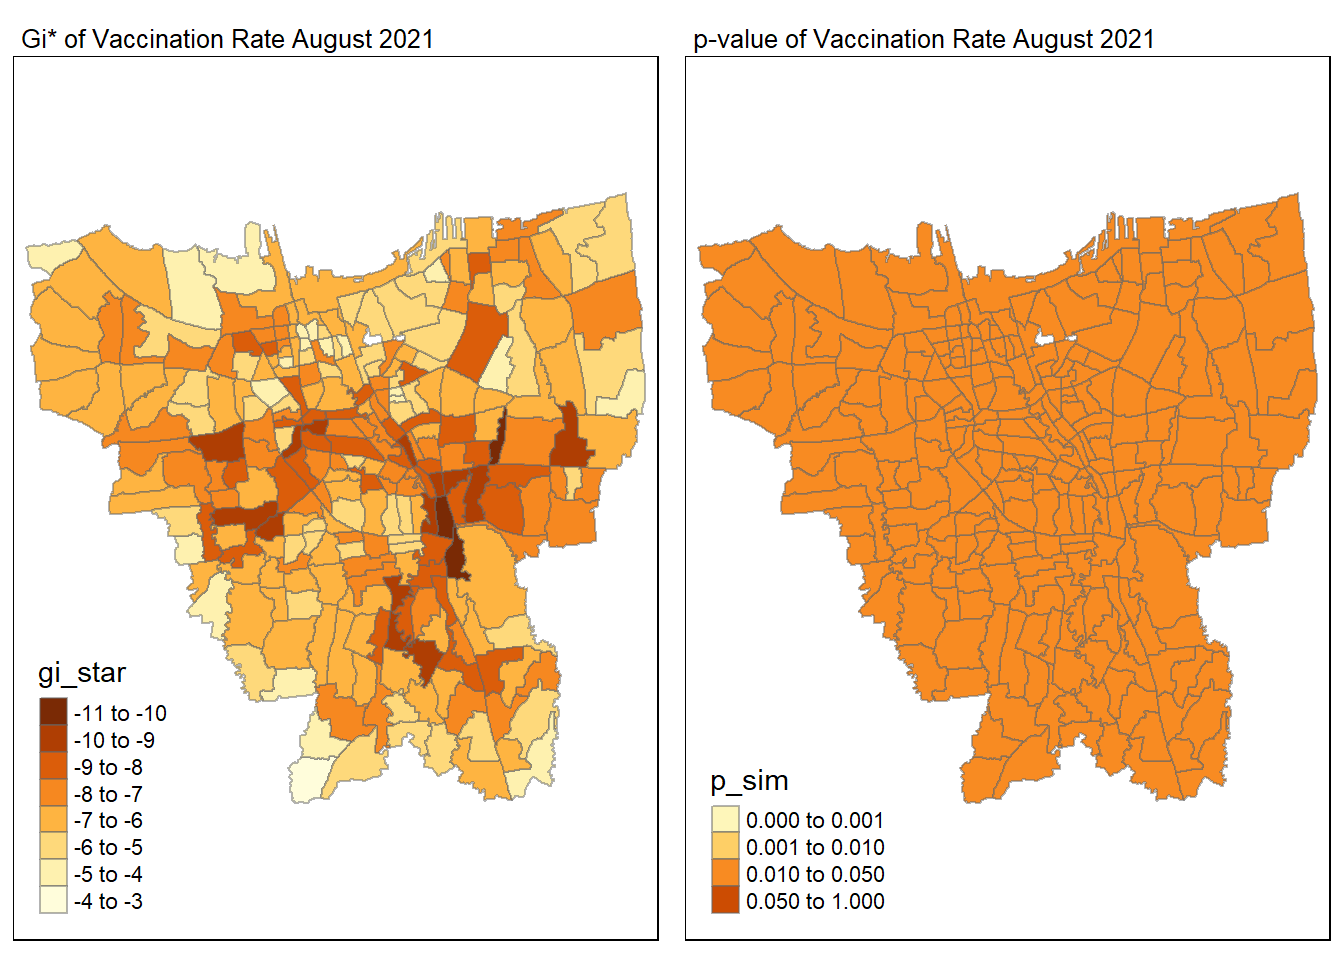 Gi* of Vaccination Rate August 2021
gi_star
-11 to -10
-10 to -9
-9 to -8
-8 to -7
-7 to -6
-6 to -5
-5 to -4
-4 to -3
p-value of Vaccination Rate August 2021
p_sim
0.000 to 0.001
0.001 to 0.010
0.010 to 0.050
0.050 to 1.000